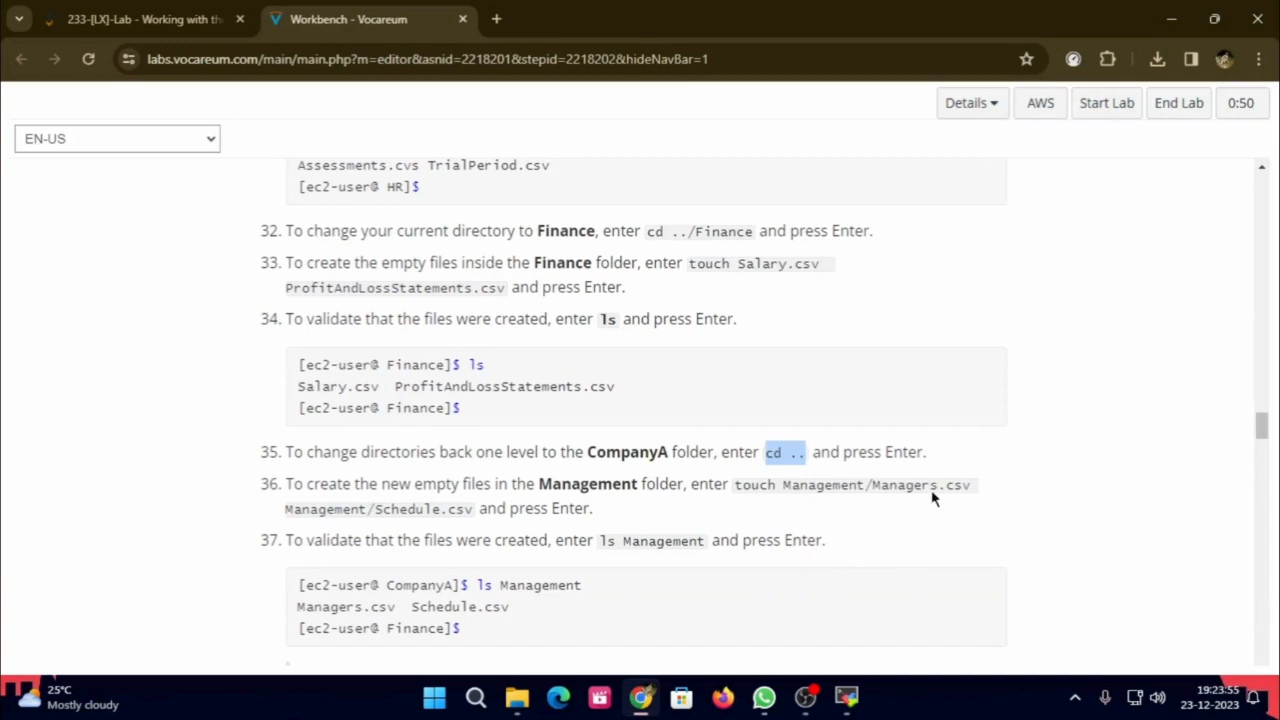 233-[LX]-Lab - Working with the
Workbench - Vocareum
labs.vocareum.com/main/main.php?m=editor&asnid=2218201&stepid=2218202&hideNavBar=1
Details
AWS
Start Lab
End Lab
0:50
EN-US
Assessments.cvs TrialPeriod.csv
[ec2-user@ HR]$
32. To change your current directory to Finance, enter cd ../Finance and press Enter.
33. To create the empty files inside the Finance folder, enter touch Salary.csv
ProfitAndLossStatements.csv and press Enter.
34. To validate that the files were created, enter ls and press Enter.
[ec2-user@ Finance]$ ls
Salary.csv ProfitAndLossStatements.csv
[ec2-user@ Finance]$
35. To change directories back one level to the CompanyA folder, enter cd .. and press Enter.
36. To create the new empty files in the Management folder, enter touch Management/Managers.csv
Management/Schedule.csv and press Enter.
37. To validate that the files were created, enter ls Management and press Enter.
[ec2-user@ CompanyA]$ ls Management
Managers.csv Schedule.csv
[ec2-user@ Finance]$
25°C
Mostly cloudy
19:23:55
23-12-2023